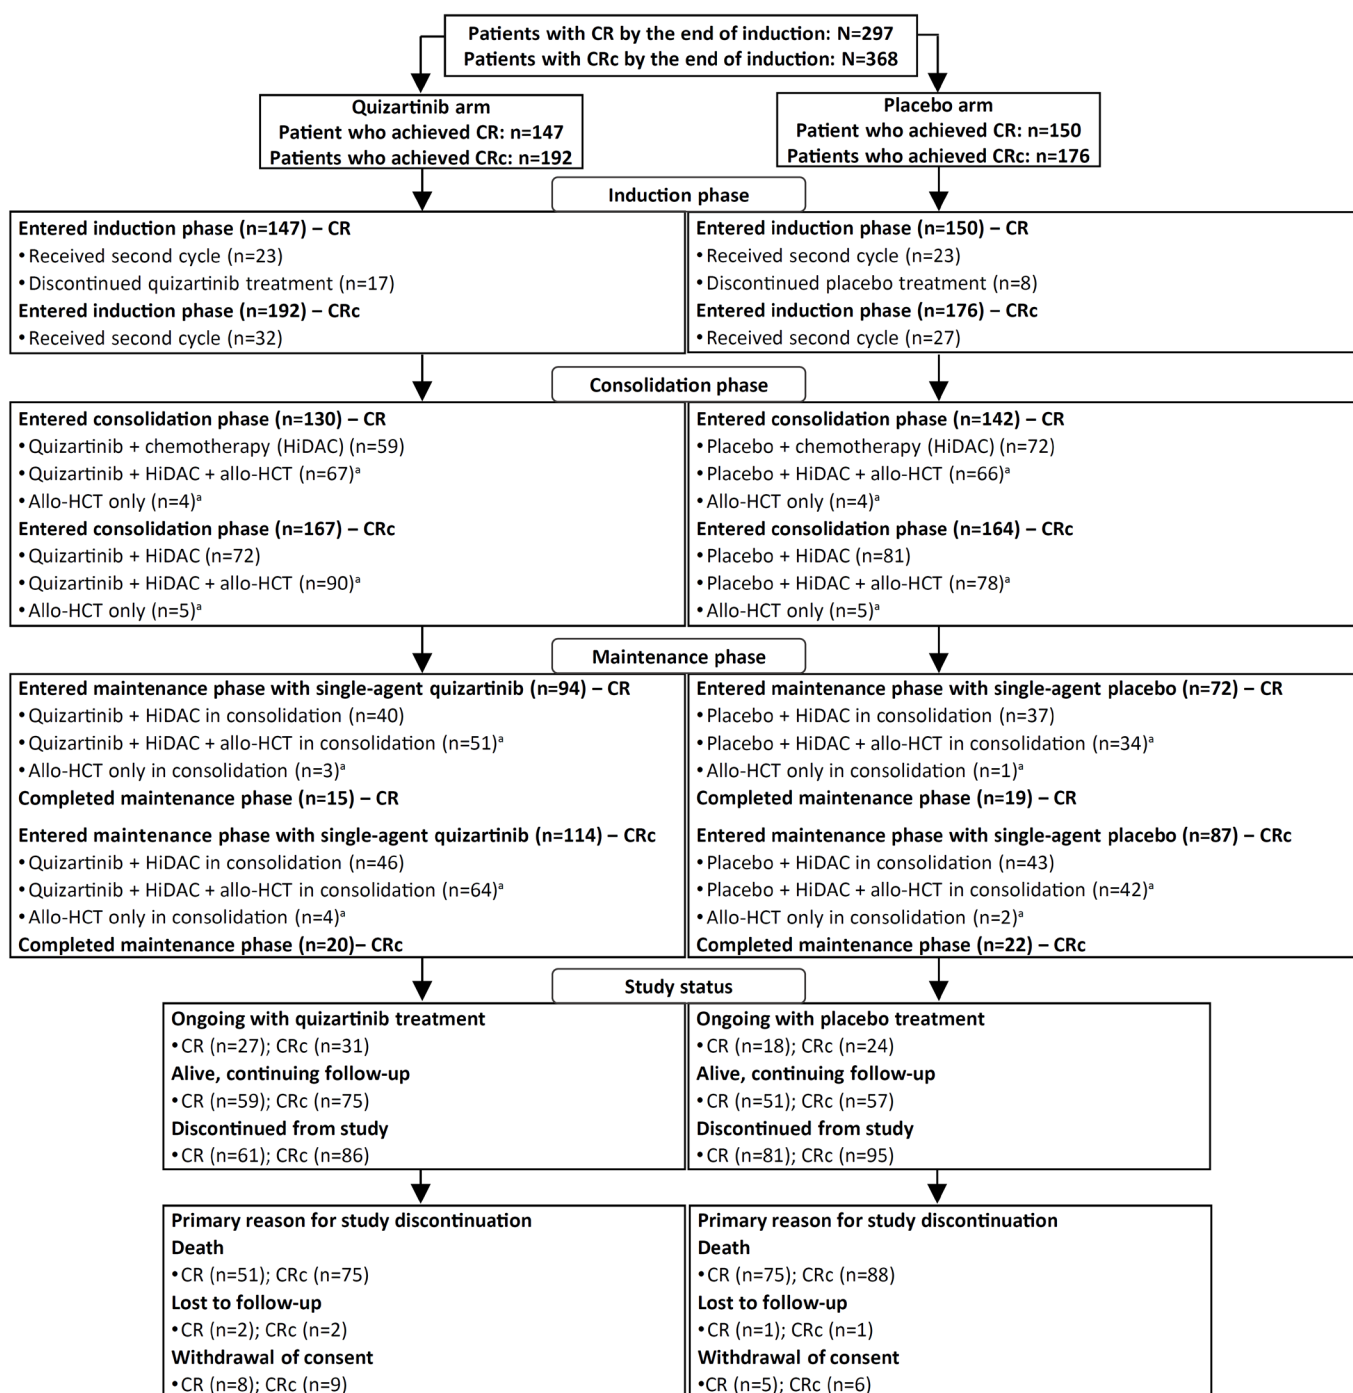 Patients with CR by the end of induction: N=297
Patients with CRc by the end of induction: N=368
Quizartinib arm
Patient who achieved CR: n=147
Patients who achieved CRc: n=192
Placebo arm
Patient who achieved CR: n=150
Patients who achieved CRc: n=176
Induction phase
Entered induction phase (n=147) – CR
• Received second cycle (n=23)
• Discontinued quizartinib treatment (n=17)
Entered induction phase (n=192) – CRc
• Received second cycle (n=32)
Entered induction phase (n=150) – CR
• Received second cycle (n=23)
• Discontinued placebo treatment (n=8)
Entered induction phase (n=176) – CRc
• Received second cycle (n=27)
Consolidation phase
Entered consolidation phase (n=130) – CR
• Quizartinib + chemotherapy (HiDAC) (n=59)
• Quizartinib + HiDAC + allo-HCT (n=67)ᵃ
• Allo-HCT only (n=4)ᵃ
Entered consolidation phase (n=167) – CRc
• Quizartinib + HiDAC (n=72)
• Quizartinib + HiDAC + allo-HCT (n=90)ᵃ
• Allo-HCT only (n=5)ᵃ
Entered consolidation phase (n=142) – CR
• Placebo + chemotherapy (HiDAC) (n=72)
• Placebo + HiDAC + allo-HCT (n=66)ᵃ
• Allo-HCT only (n=4)ᵃ
Entered consolidation phase (n=164) – CRc
• Placebo + HiDAC (n=81)
• Placebo + HiDAC + allo-HCT (n=78)ᵃ
• Allo-HCT only (n=5)ᵃ
Maintenance phase
Entered maintenance phase with single-agent quizartinib (n=94) – CR
• Quizartinib + HiDAC in consolidation (n=40)
• Quizartinib + HiDAC + allo-HCT in consolidation (n=51)ᵃ
• Allo-HCT only in consolidation (n=3)ᵃ
Completed maintenance phase (n=15) – CR
Entered maintenance phase with single-agent quizartinib (n=114) – CRc
• Quizartinib + HiDAC in consolidation (n=46)
• Quizartinib + HiDAC + allo-HCT in consolidation (n=64)ᵃ
• Allo-HCT only in consolidation (n=4)ᵃ
Completed maintenance phase (n=20)– CRc
Entered maintenance phase with single-agent placebo (n=72) – CR
• Placebo + HiDAC in consolidation (n=37)
• Placebo + HiDAC + allo-HCT in consolidation (n=34)ᵃ
• Allo-HCT only in consolidation (n=1)ᵃ
Completed maintenance phase (n=19) – CR
Entered maintenance phase with single-agent placebo (n=87) – CRc
• Placebo + HiDAC in consolidation (n=43)
• Placebo + HiDAC + allo-HCT in consolidation (n=42)ᵃ
• Allo-HCT only in consolidation (n=2)ᵃ
Completed maintenance phase (n=22) – CRc
Study status
Ongoing with quizartinib treatment
• CR (n=27); CRc (n=31)
Alive, continuing follow-up
• CR (n=59); CRc (n=75)
Discontinued from study
• CR (n=61); CRc (n=86)
Ongoing with placebo treatment
• CR (n=18); CRc (n=24)
Alive, continuing follow-up
• CR (n=51); CRc (n=57)
Discontinued from study
• CR (n=81); CRc (n=95)
Primary reason for study discontinuation
Death
• CR (n=51); CRc (n=75)
Lost to follow-up
• CR (n=2); CRc (n=2)
Withdrawal of consent
• CR (n=8); CRc (n=9)
Primary reason for study discontinuation
Death
• CR (n=75); CRc (n=88)
Lost to follow-up
• CR (n=1); CRc (n=1)
Withdrawal of consent
•CR (n=5); CRc (n=6)